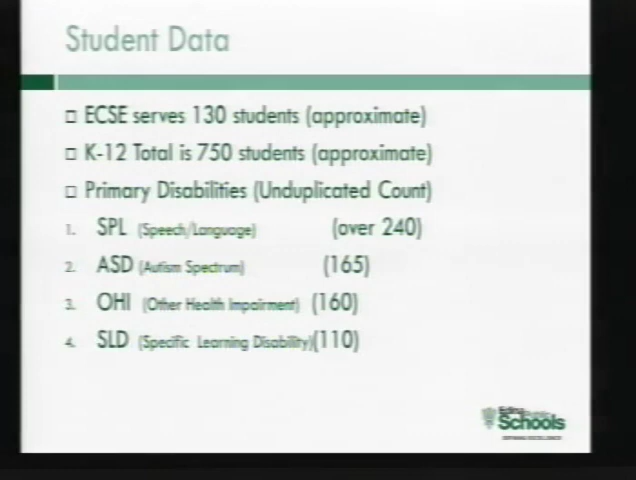 Student Data
ECSE serves 130 students (approximate)
K-12 Total is 750 students (approximate)
Primary Disabilities (Unduplicated Count)
1. SPL (Speech/Language) (over 240)
2. ASD (Autism Spectrum) (165)
3. OHI (Other Health Impairment) (160)
4. SLD (Specific Learning Disability)(110)
Schools